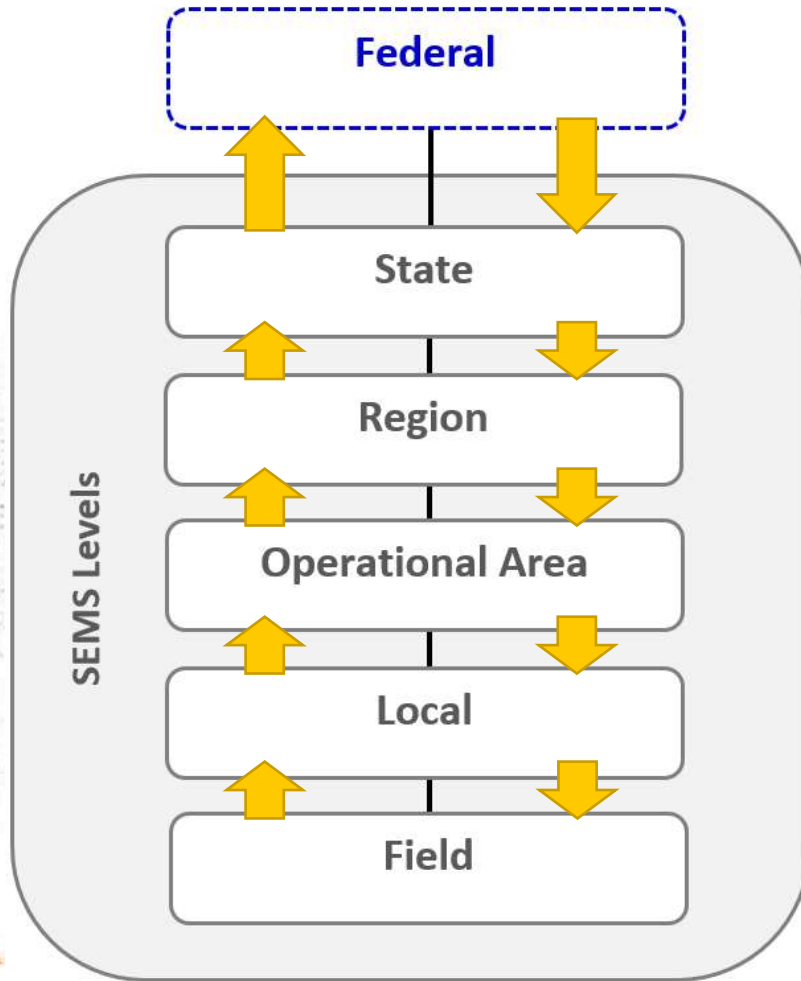 Federal
State
Region
Operational Area
Local
Field
SEMS Levels